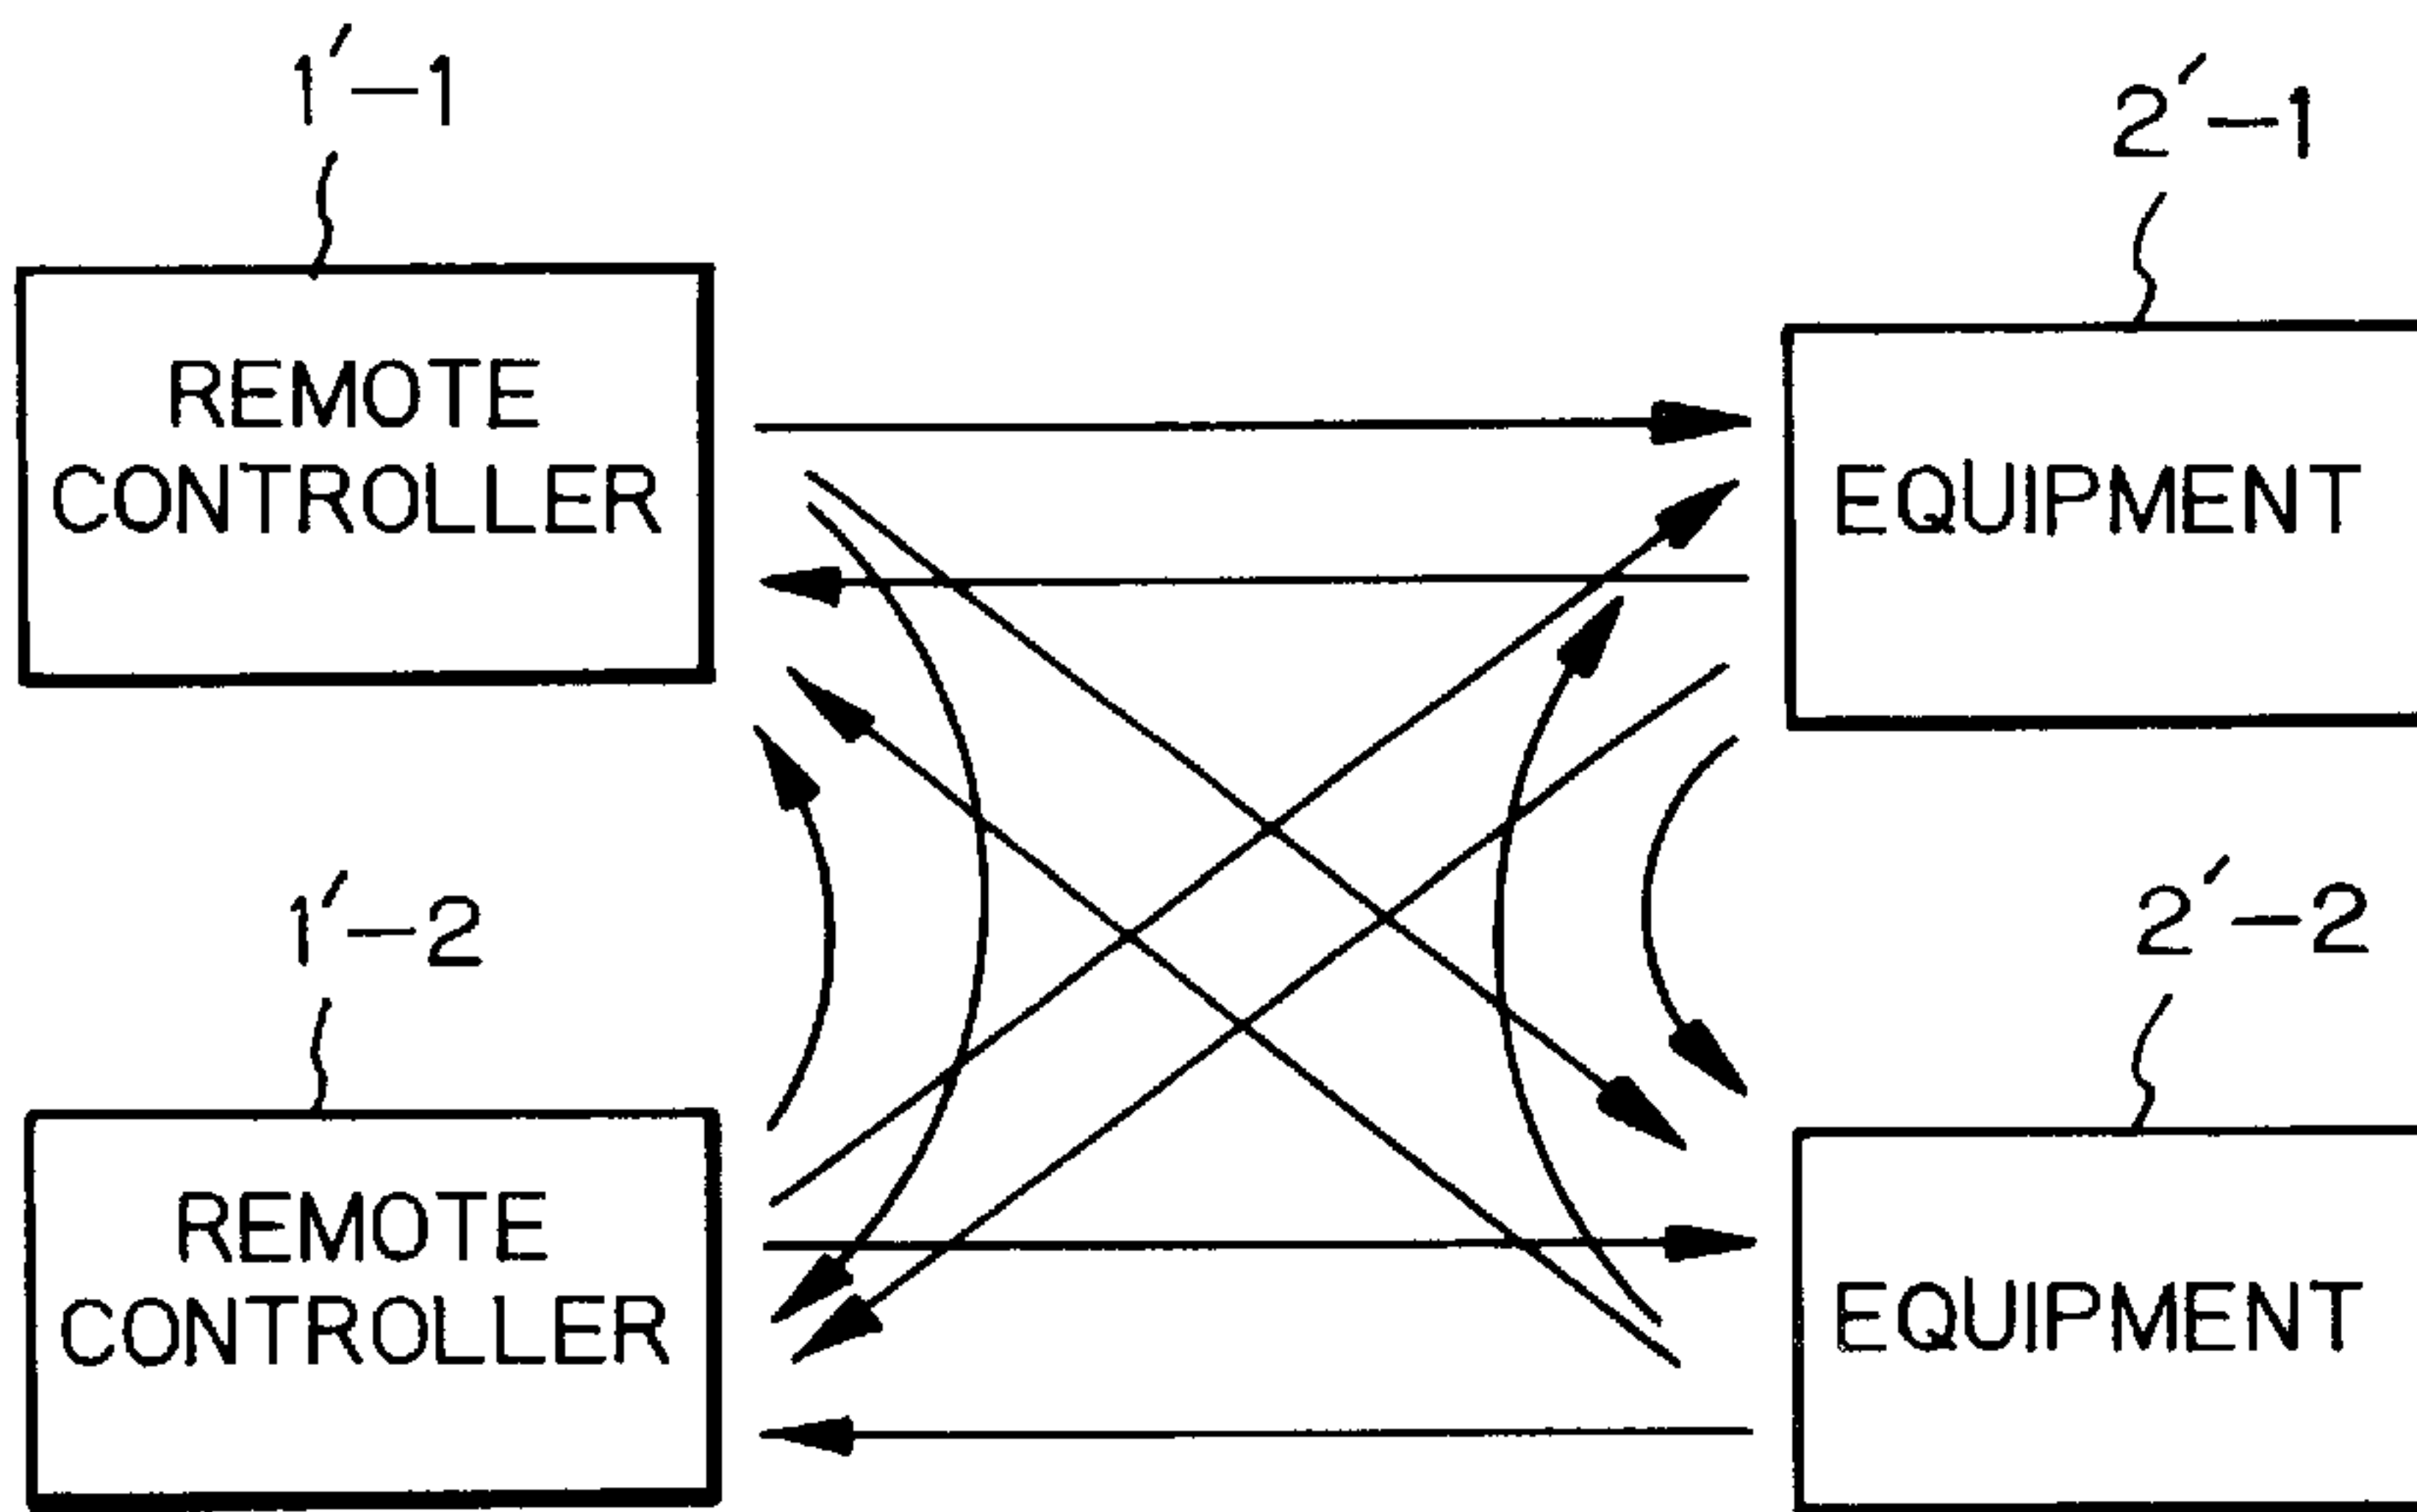 1′−1
2′−1
REMOTE
CONTROLLER
EQUIPMENT
1′−2
2′−2
REMOTE
CONTROLLER
EQUIPMENT